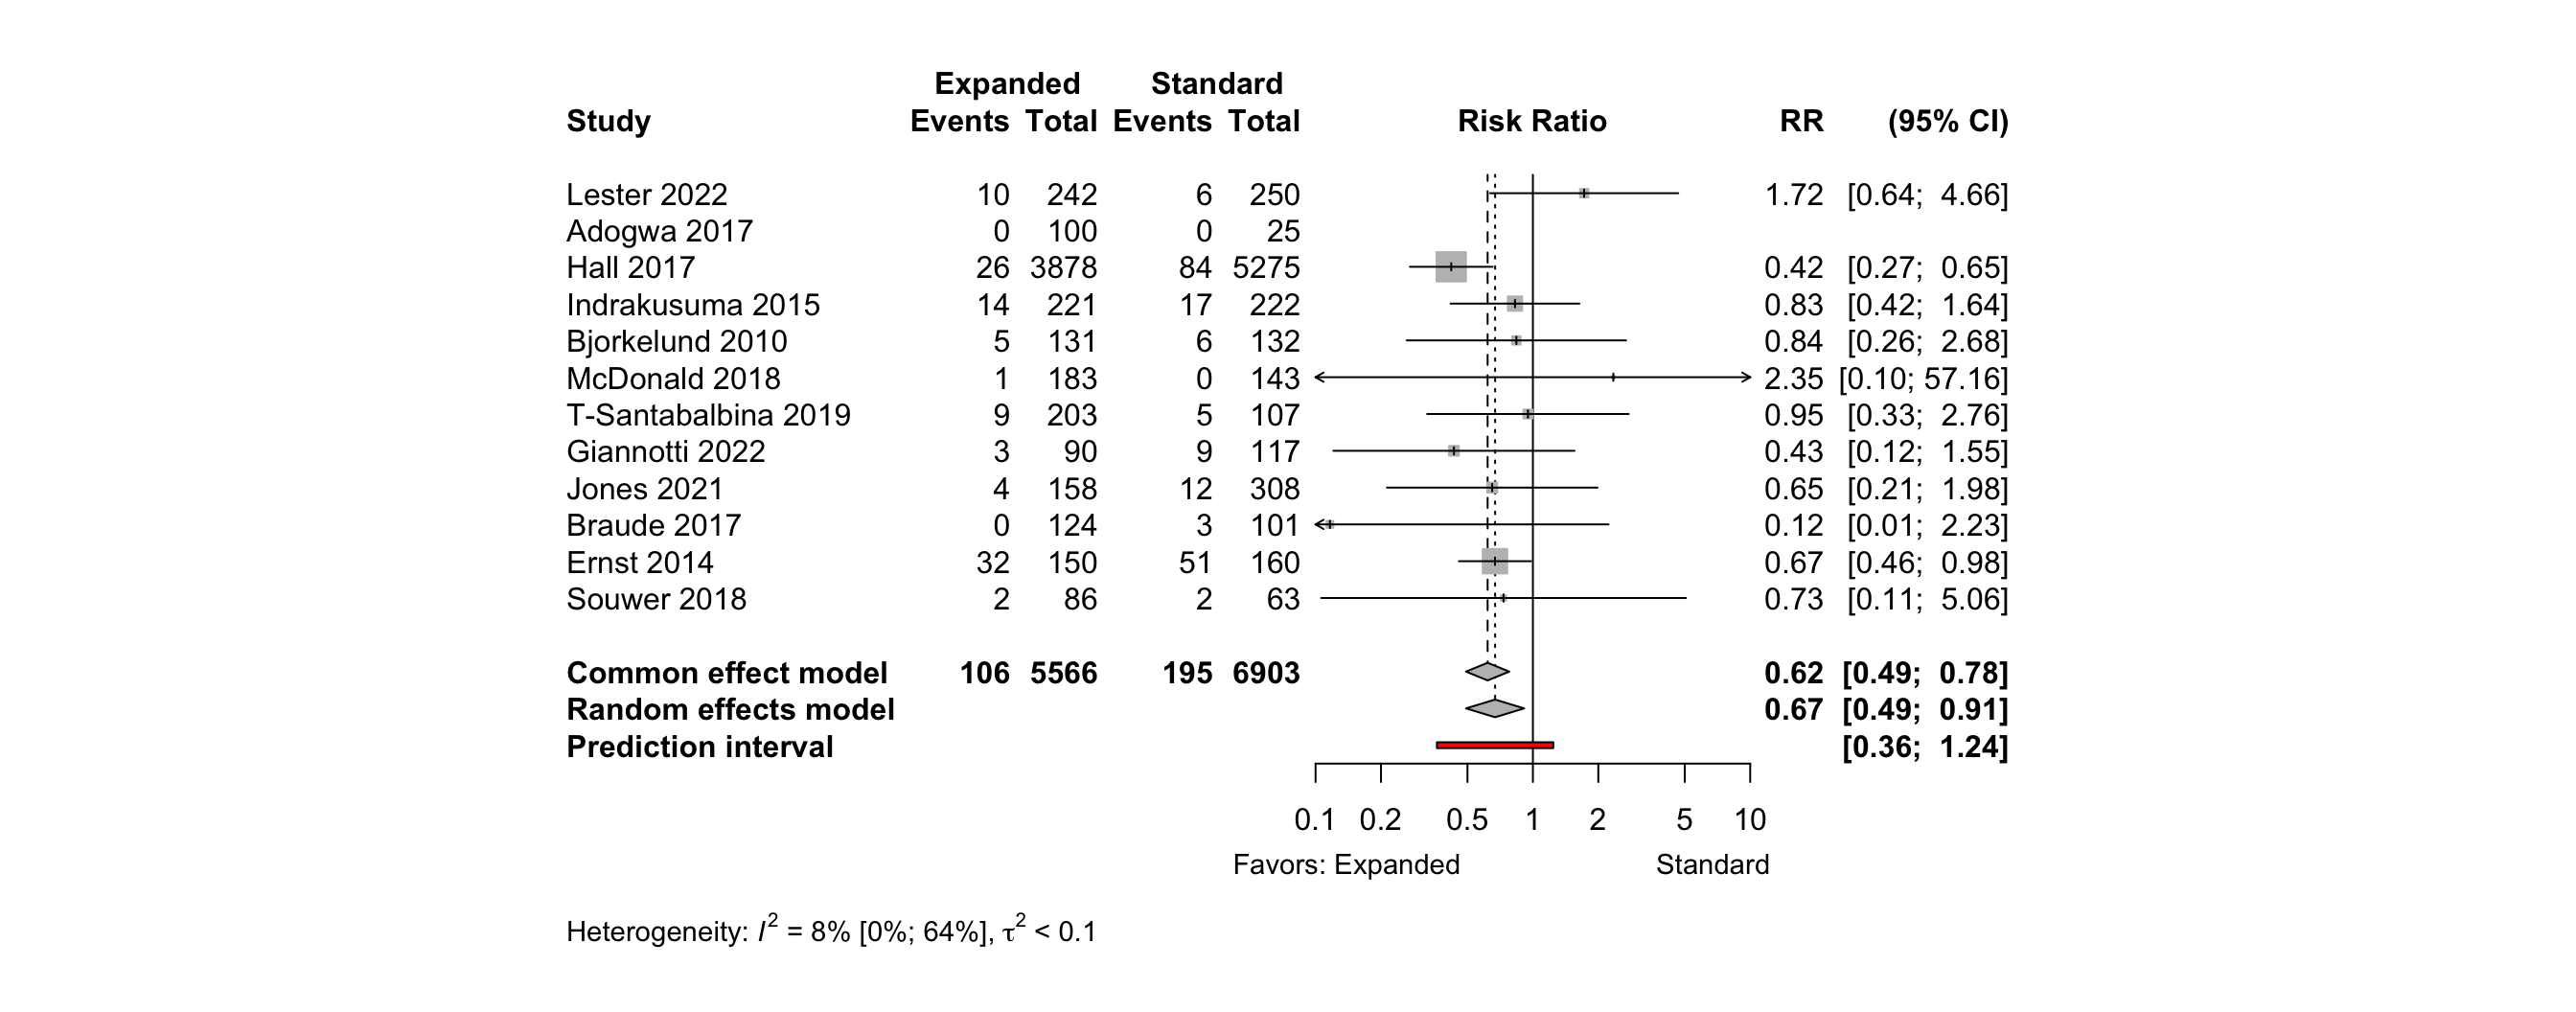 Expanded Standard
Study Events Total Events Total Risk Ratio RR (95% CI)
Lester 2022 10 242 6 250 1.72 [0.64; 4.66]
Adogwa 2017 0 100 0 25
Hall 2017 26 3878 84 5275 0.42 [0.27; 0.65]
Indrakusuma 2015 14 221 17 222 0.83 [0.42; 1.64]
Bjorkelund 2010 5 131 6 132 0.84 [0.26; 2.68]
McDonald 2018 1 183 0 143 2.35 [0.10; 57.16]
T-Santabalbina 2019 9 203 5 107 0.95 [0.33; 2.76]
Giannotti 2022 3 90 9 117 0.43 [0.12; 1.55]
Jones 2021 4 158 12 308 0.65 [0.21; 1.98]
Braude 2017 0 124 3 101 0.12 [0.01; 2.23]
Ernst 2014 32 150 51 160 0.67 [0.46; 0.98]
Souwer 2018 2 86 2 63 0.73 [0.11; 5.06]
Common effect model 106 5566 195 6903 0.62 [0.49; 0.78]
Random effects model 0.67 [0.49; 0.91]
Prediction interval [0.36; 1.24]
0.1 0.2 0.5 1 2 5 10
Favors: Expanded Standard
Heterogeneity: I² = 8% [0%; 64%], τ² < 0.1